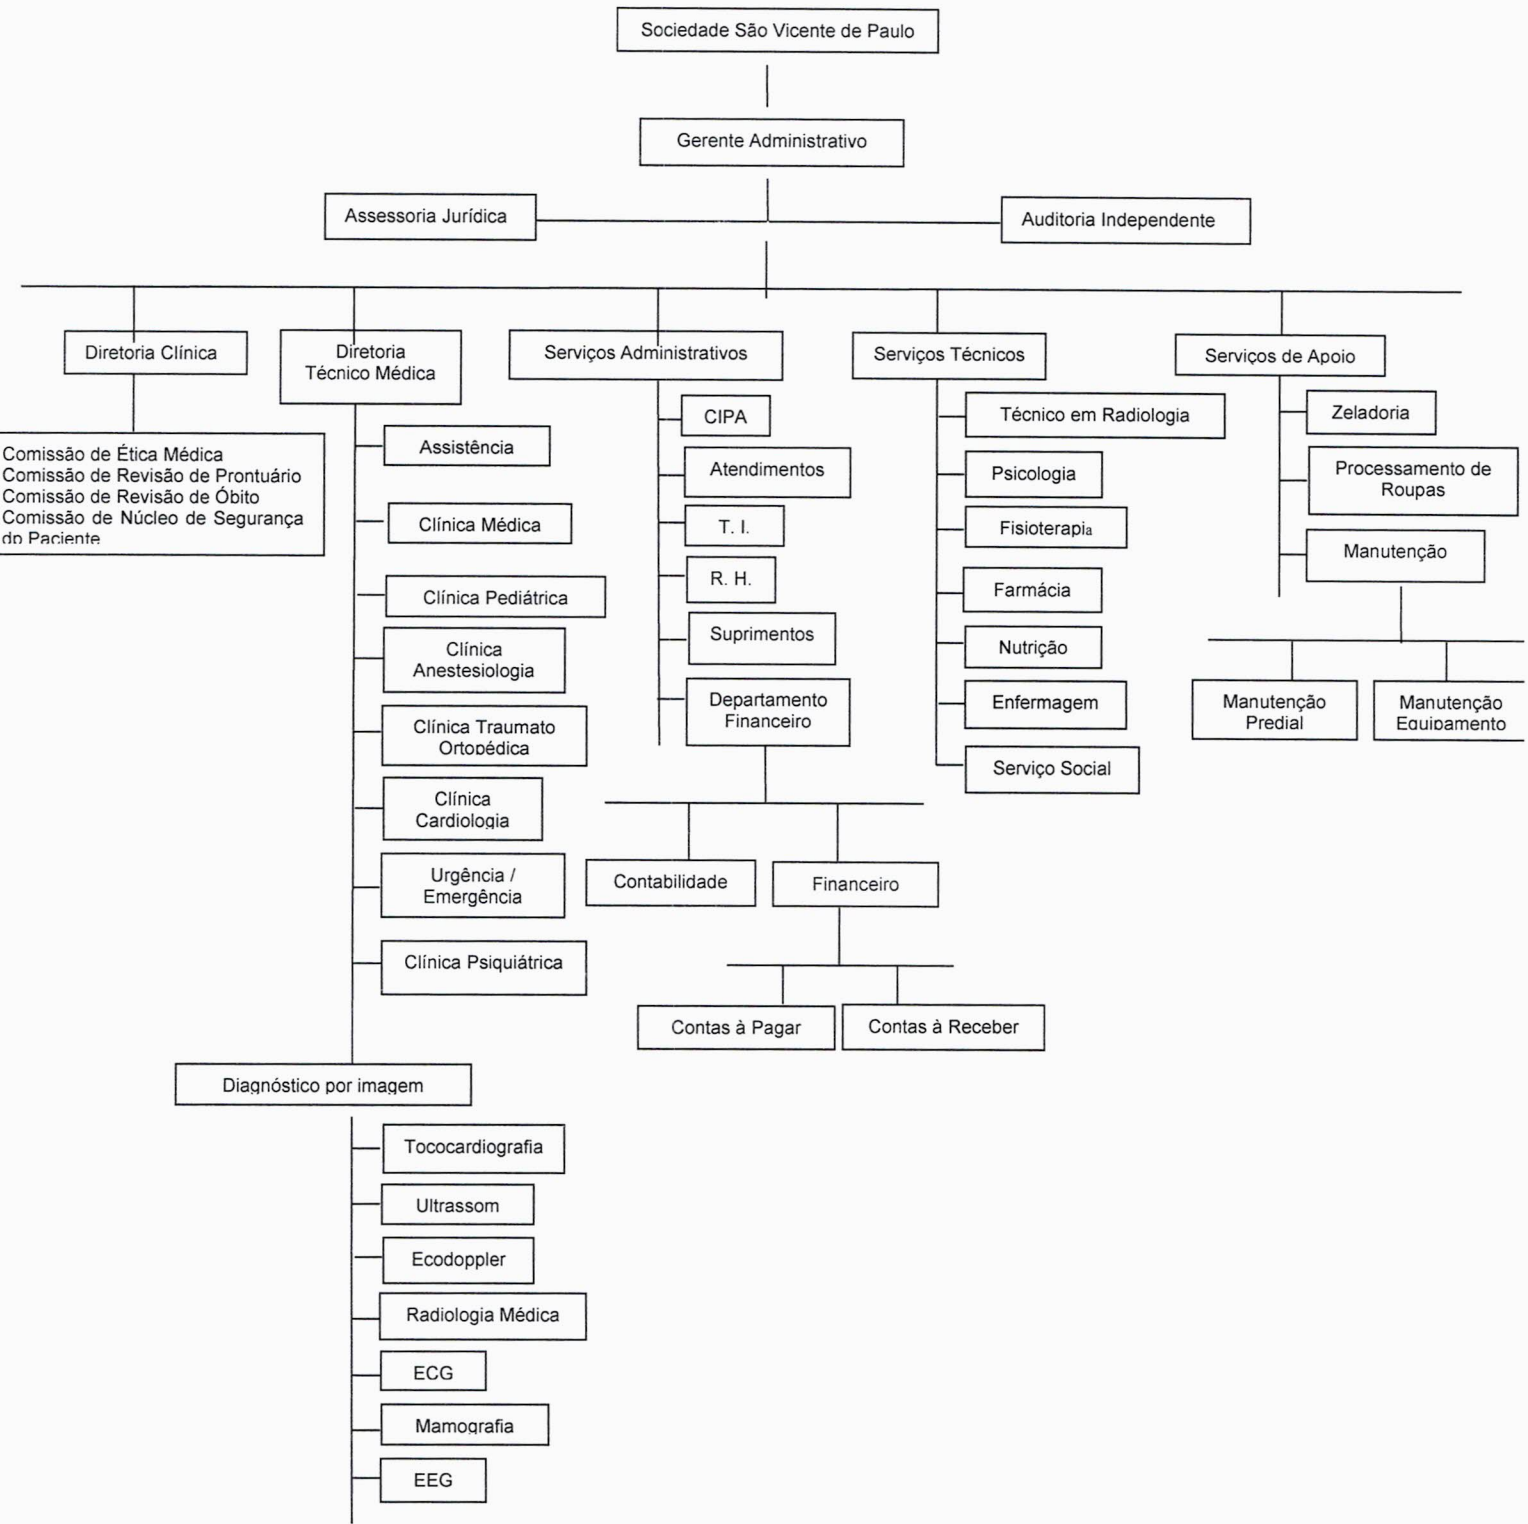 Sociedade São Vicente de Paulo
Gerente Administrativo
Assessoria Jurídica
Auditoria Independente
Diretoria Clínica
Comissão de Ética Médica
Comissão de Revisão de Prontuário
Comissão de Revisão de Óbito
Comissão de Núcleo de Segurança
do Paciente
Diretoria
Técnico Médica
Assistência
Clínica Médica
Clínica Pediátrica
Clínica
Anestesiologia
Clínica Traumato
Ortopédica
Clínica
Cardiologia
Urgência /
Emergência
Clínica Psiquiátrica
Diagnóstico por imagem
Tococardiografia
Ultrassom
Ecodoppler
Radiologia Médica
ECG
Mamografia
EEG
Serviços Administrativos
CIPA
Atendimentos
T. I.
R. H.
Suprimentos
Departamento
Financeiro
Contabilidade
Financeiro
Contas à Pagar
Contas à Receber
Serviços Técnicos
Técnico em Radiologia
Psicologia
Fisioterapia
Farmácia
Nutrição
Enfermagem
Serviço Social
Serviços de Apoio
Zeladoria
Processamento de
Roupas
Manutenção
Manutenção
Predial
Manutenção
Equipamento